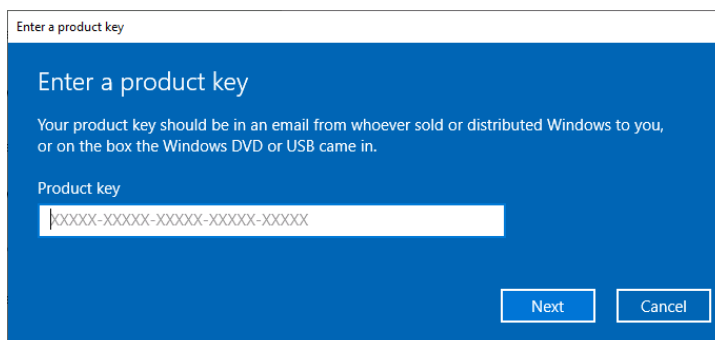 Enter a product key
Enter a product key
Your product key should be in an email from whoever sold or distributed Windows to you,
or on the box the Windows DVD or USB came in.
Product key
XXXXX-XXXXX-XXXXX-XXXXX-XXXXX
Next Cancel